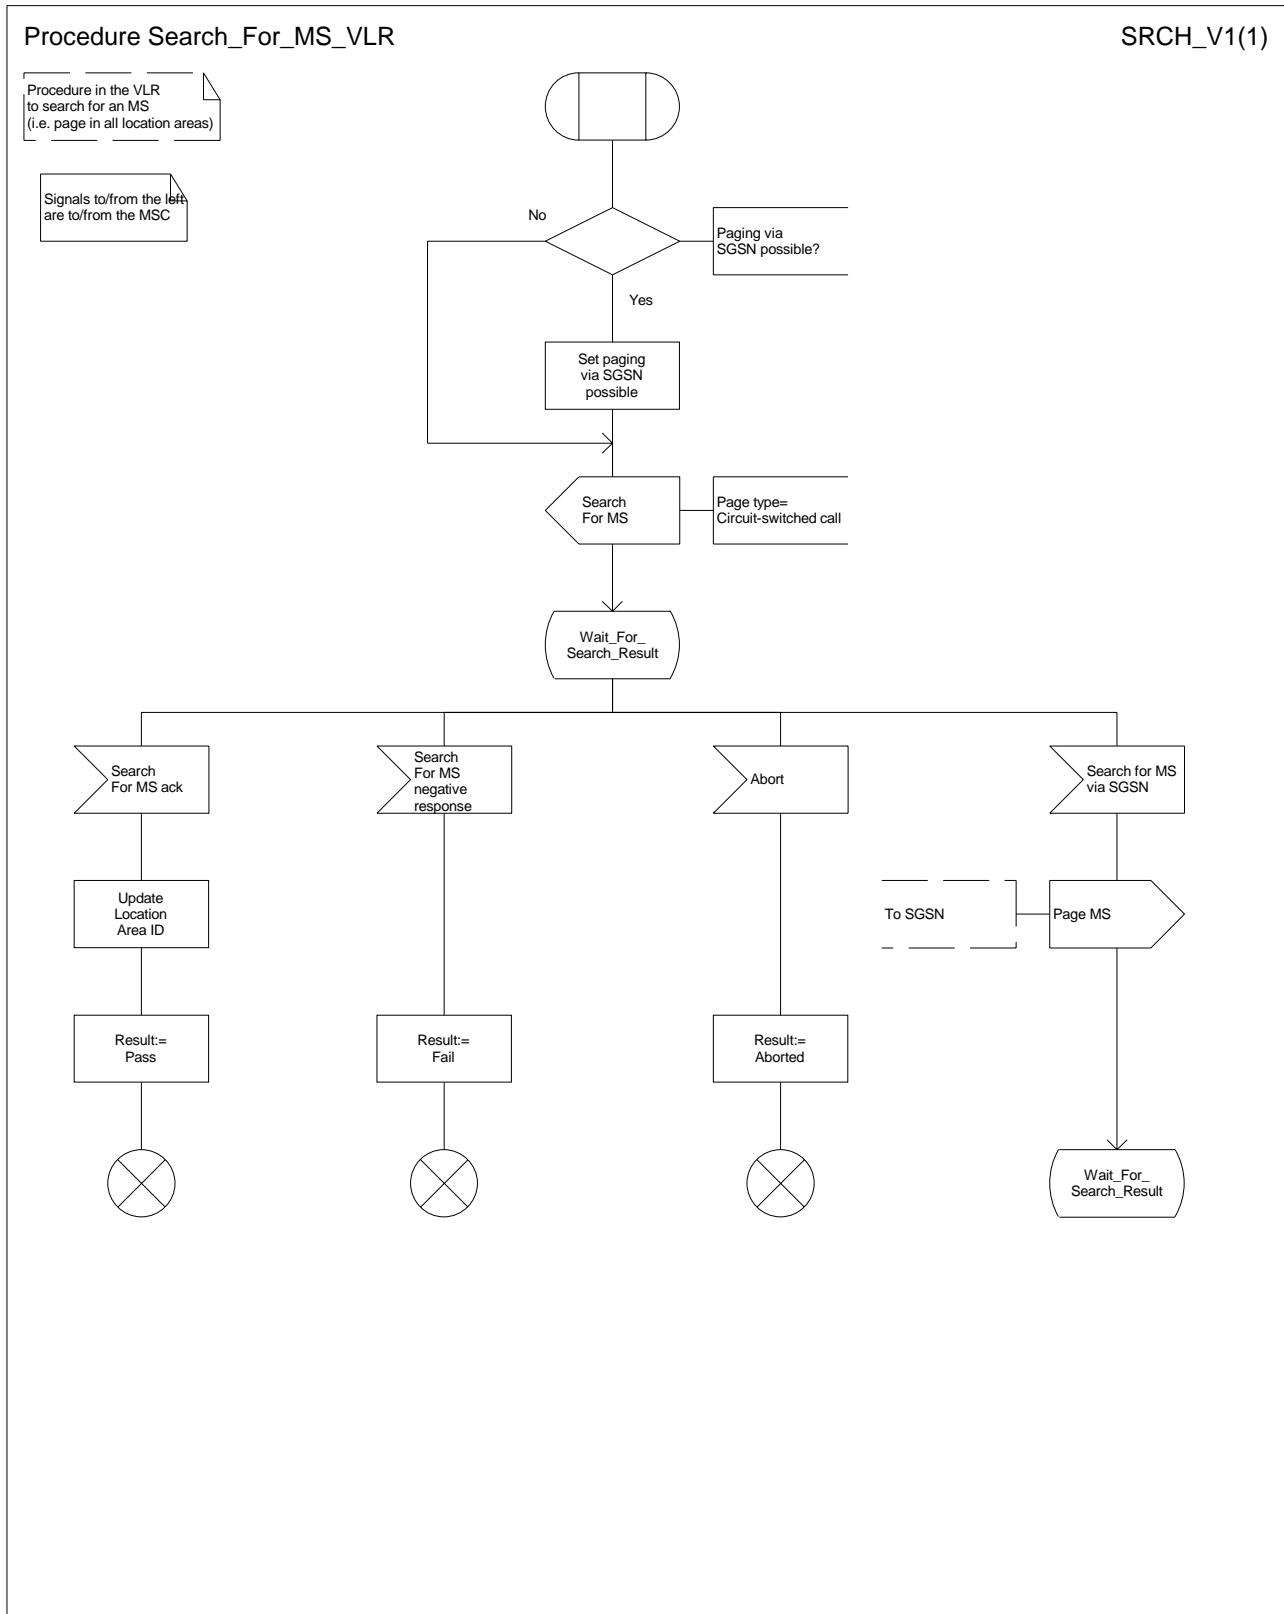 Procedure Search_For_MS_VLR
SRCH_V1(1)
Procedure in the VLR
to search for an MS
(i.e. page in all location areas)
Signals to/from the left
are to/from the MSC
No
Paging via
SGSN possible?
Yes
Set paging
via SGSN
possible
Search
For MS
Page type=
Circuit-switched call
Wait_For_
Search_Result
Search
For MS ack
Search
For MS
negative
response
Abort
Search for MS
via SGSN
Update
Location
Area ID
To SGSN
Page MS
Result:=
Pass
Result:=
Fail
Result:=
Aborted
Wait_For_
Search_Result